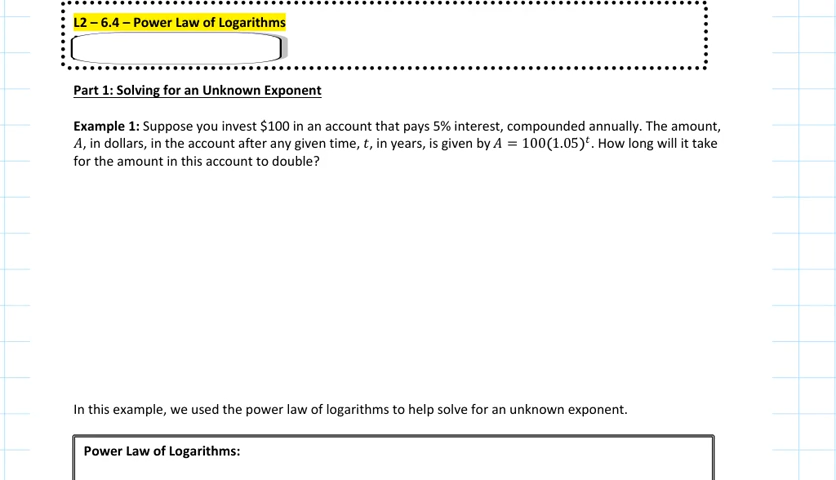 L2 – 6.4 – Power Law of Logarithms
Part 1: Solving for an Unknown Exponent
Example 1: Suppose you invest $100 in an account that pays 5% interest, compounded annually. The amount,
A, in dollars, in the account after any given time, t, in years, is given by A = 100(1.05)ᵗ. How long will it take
for the amount in this account to double?
In this example, we used the power law of logarithms to help solve for an unknown exponent.
Power Law of Logarithms: